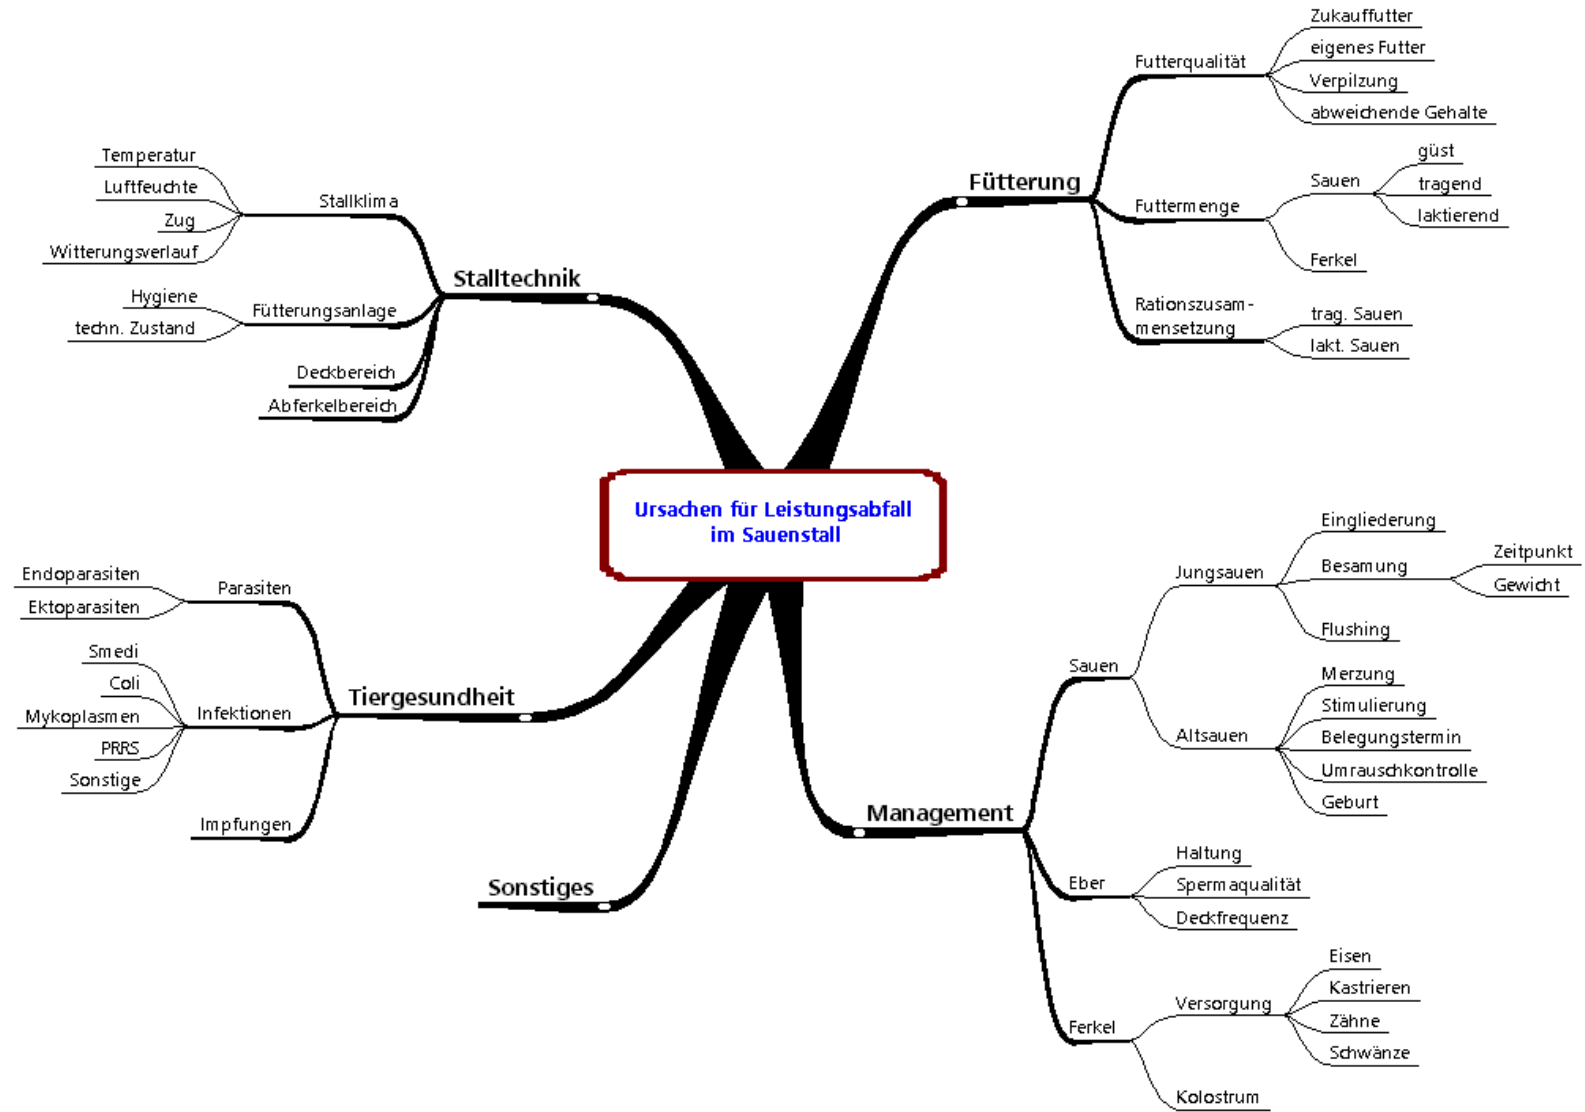 Ursachen für Leistungsabfall
im Sauenstall
Fütterung
Futterqualität
Zukauffutter
eigenes Futter
Verpilzung
abweichende Gehalte
Futtermenge
Sauen
güst
tragend
laktierend
Ferkel
Rationszusam-
mensetzung
trag. Sauen
lakt. Sauen
Stalltechnik
Stallklima
Temperatur
Luftfeuchte
Zug
Witterungsverlauf
Fütterungsanlage
Hygiene
techn. Zustand
Deckbereich
Abferkelbereich
Tiergesundheit
Parasiten
Endoparasiten
Ektoparasiten
Infektionen
Smedi
Coli
Mykoplasmen
PRRS
Sonstige
Impfungen
Sonstiges
Management
Sauen
Jungsauen
Eingliederung
Besamung
Zeitpunkt
Gewicht
Flushing
Altsauen
Merzung
Stimulierung
Belegungstermin
Umrauschkontrolle
Geburt
Eber
Haltung
Spermaqualität
Deckfrequenz
Ferkel
Versorgung
Eisen
Kastrieren
Zähne
Schwänze
Kolostrum